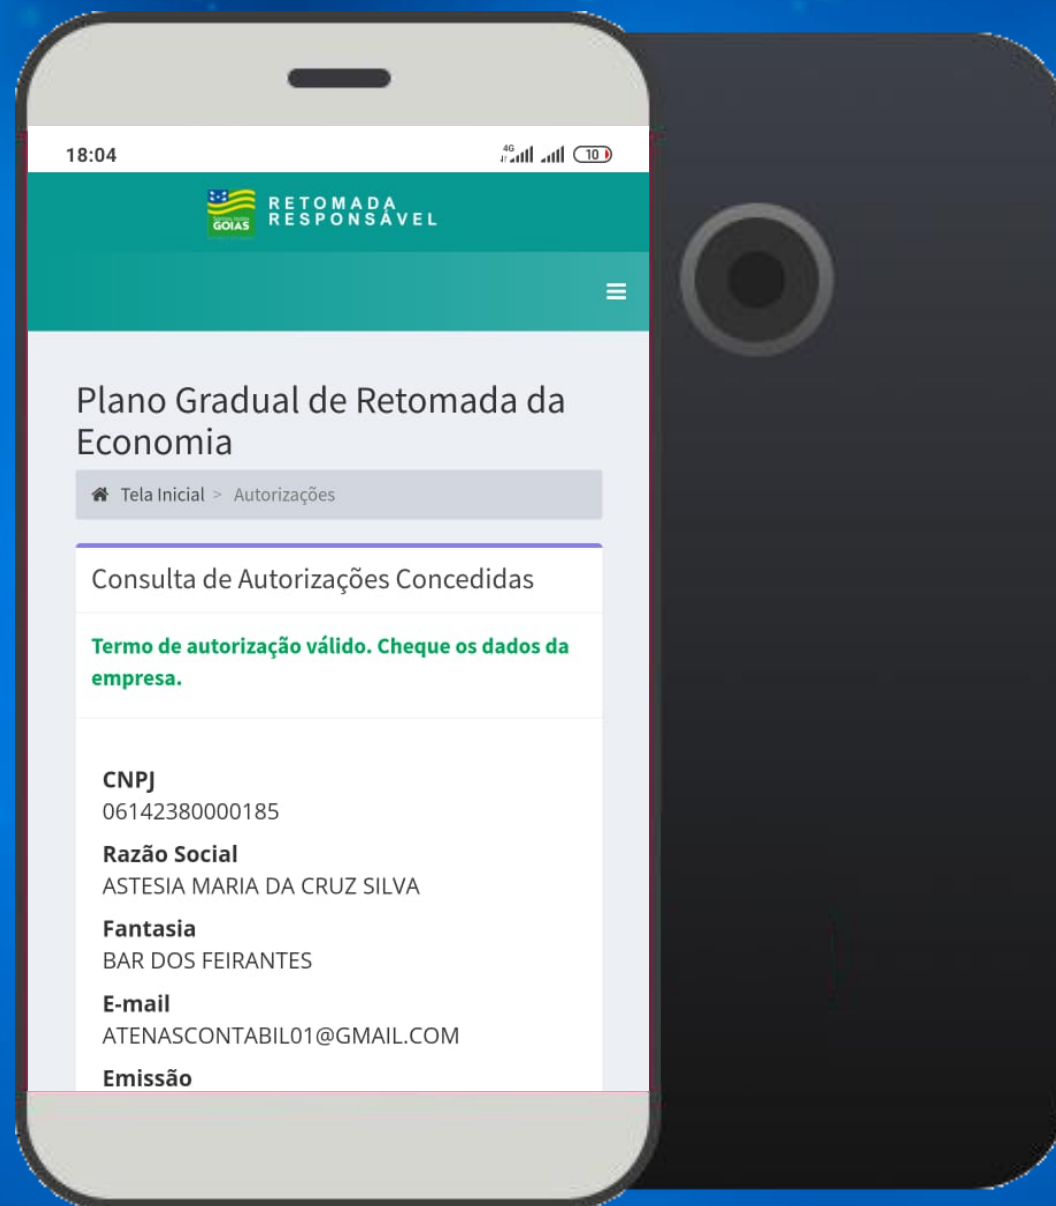 18:04
4G
10
GOIÁS
RETOMADA
RESPONSÁVEL
Plano Gradual de Retomada da
Economia
Tela Inicial > Autorizações
Consulta de Autorizações Concedidas
Termo de autorização válido. Cheque os dados da
empresa.
CNPJ
06142380000185
Razão Social
ASTESIA MARIA DA CRUZ SILVA
Fantasia
BAR DOS FEIRANTES
E-mail
ATENASCONTABIL01@GMAIL.COM
Emissão